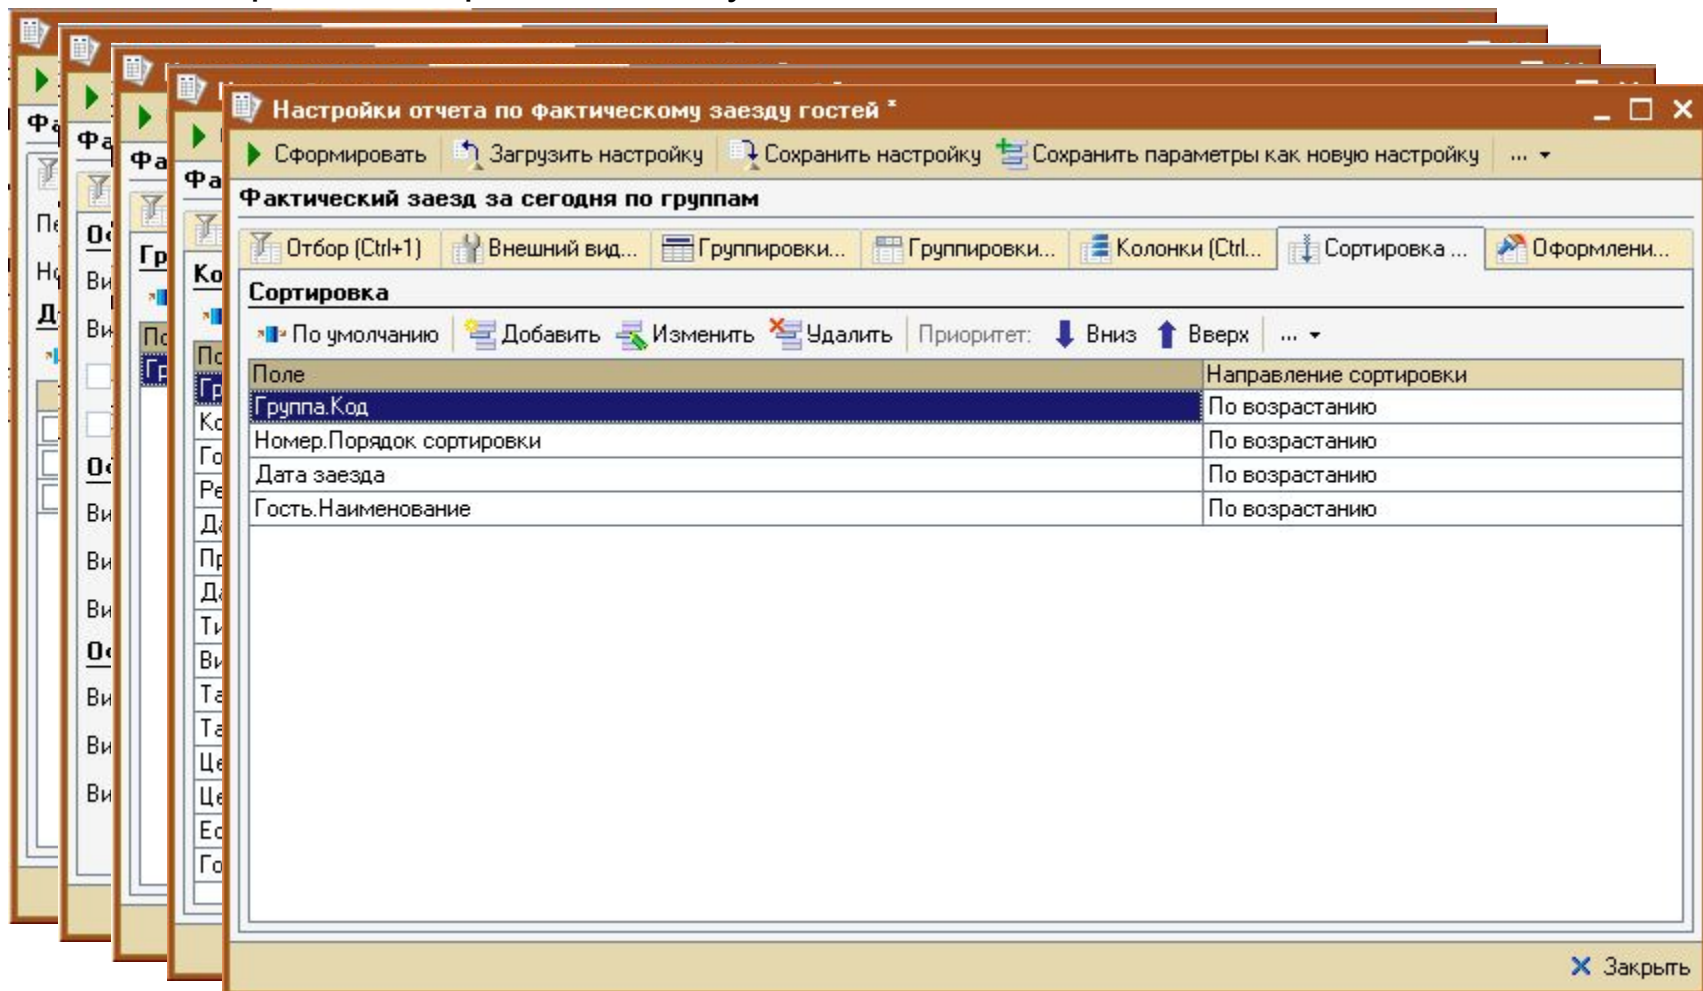 Настройки отчета по фактическому заезду гостей *
Сформировать Загрузить настройку Сохранить настройку Сохранить параметры как новую настройку ...
Фактический заезд за сегодня по группам
Отбор (Ctrl+1) Внешний вид... Группировки... Группировки... Колонки (Ctrl... Сортировка ... Оформлени...
Сортировка
По умолчанию Добавить Изменить Удалить Приоритет: Вниз Вверх ...
Поле Направление сортировки
Группа.Код По возрастанию
Номер.Порядок сортировки По возрастанию
Дата заезда По возрастанию
Гость.Наименование По возрастанию
Закрыть